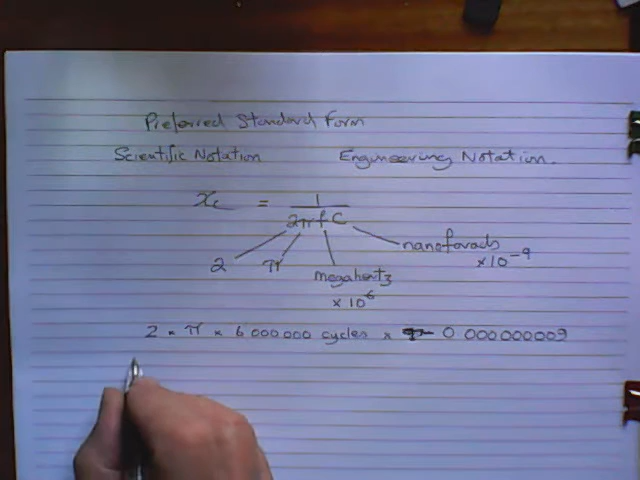 Preferred Standard Form
Scientific Notation Engineering Notation.
Xc = 1
2πfC
nanofarads
×10⁻⁹
2 π megahertz
×10⁶
2 × π × 6 000 000 cycles × 0 000000009